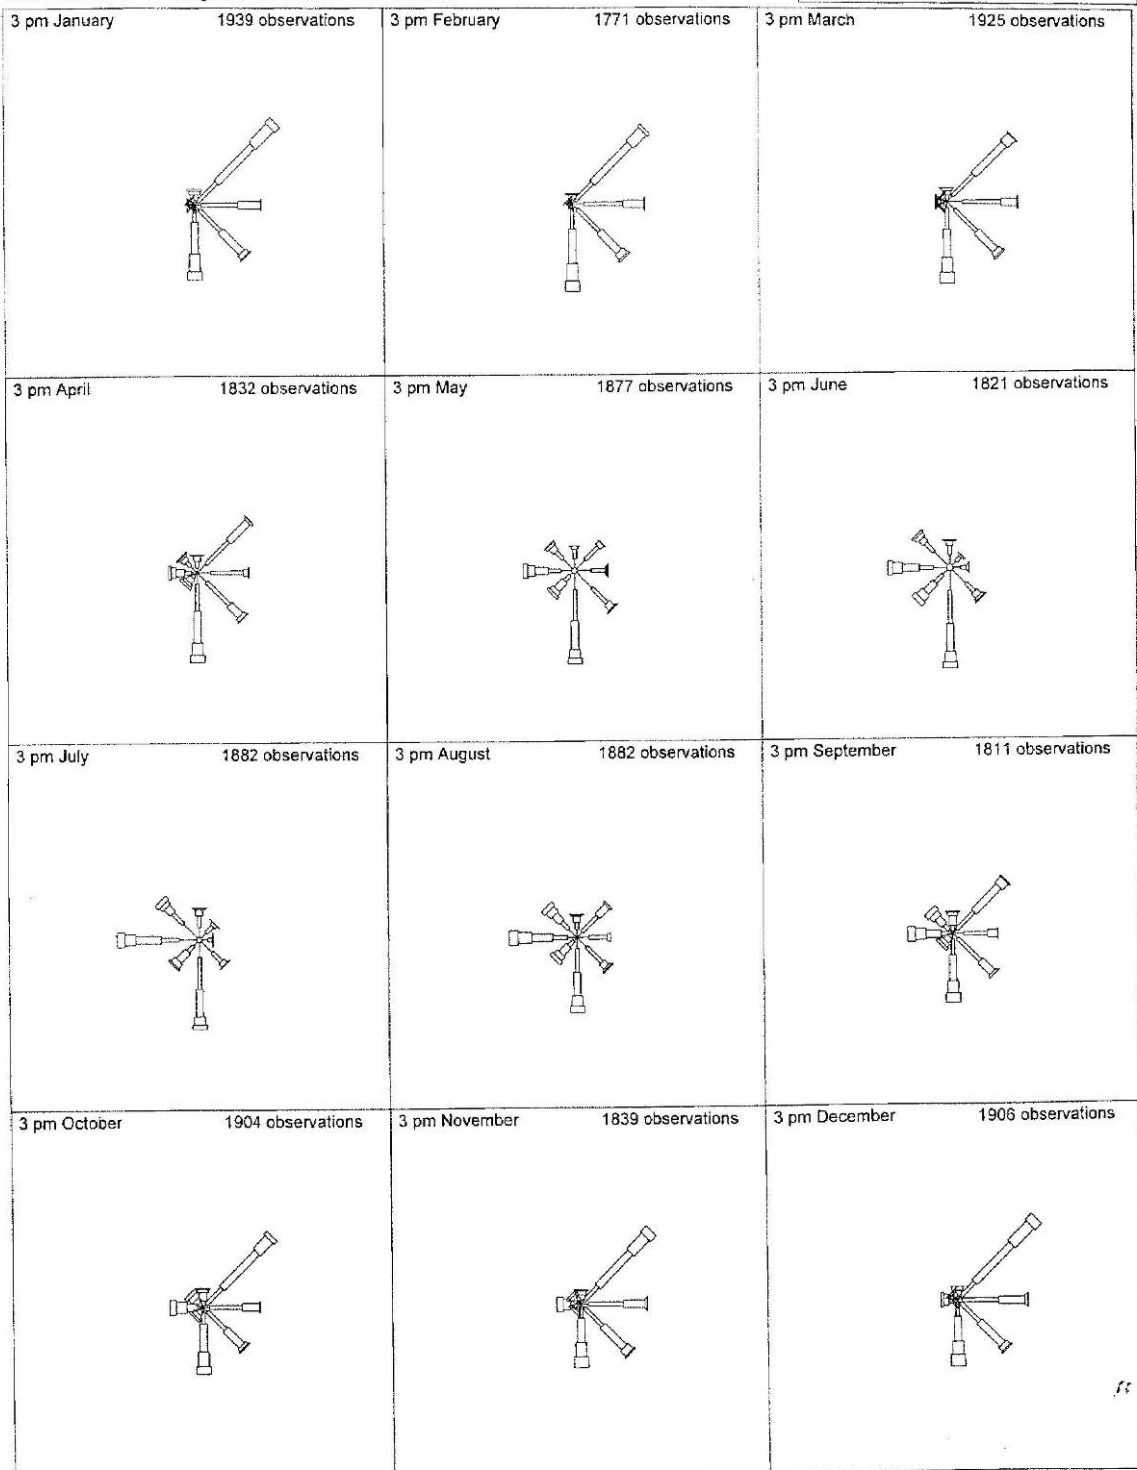 3 pm January 1939 observations
3 pm February 1771 observations
3 pm March 1925 observations
3 pm April 1832 observations
3 pm May 1877 observations
3 pm June 1821 observations
3 pm July 1882 observations
3 pm August 1882 observations
3 pm September 1811 observations
3 pm October 1904 observations
3 pm November 1839 observations
3 pm December 1906 observations